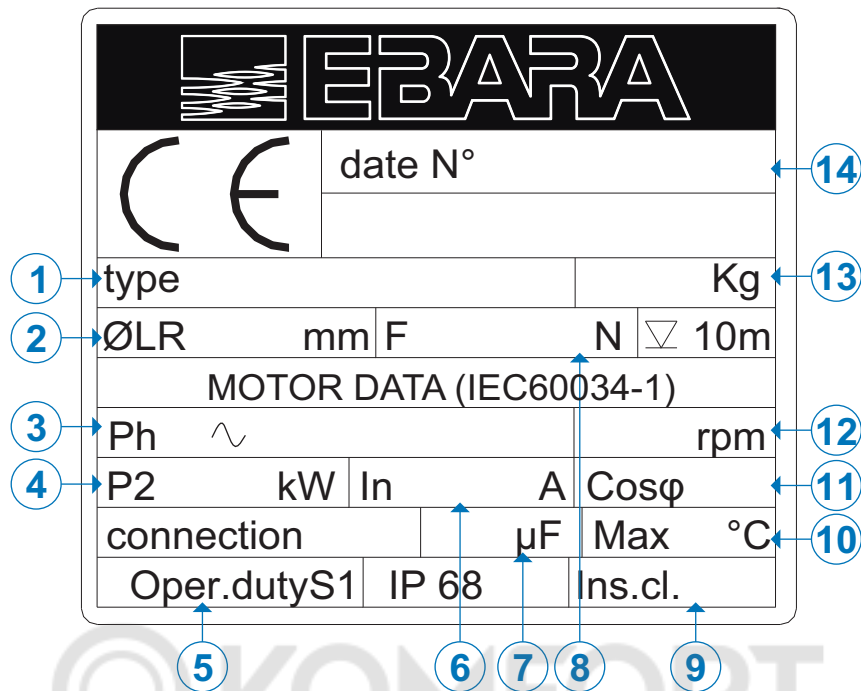 EBARA
CE
date N°
14
1
type
Kg
13
2
ØLR mm F N 10m
MOTOR DATA (IEC60034-1)
3
Ph ∿ rpm
12
4
P2 kW In A Cosφ
11
connection µF Max °C
10
Oper.dutyS1 IP 68 Ins.cl.
5 6 7 8 9
KOMFORT